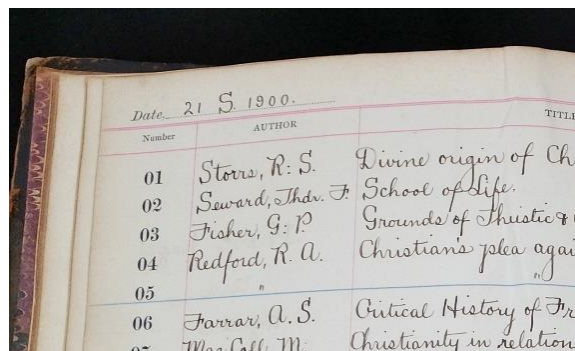 Date. 21 S. 1900.
Number AUTHOR TITLE
01 Storrs, R. S. Divine origin of Ch
02 Seward, Thdr. F. School of Life.
03 Fisher, G. P. Grounds of Theistic &
04 Redford, R. A. Christian's plea agai
05 " "
06 Farrar, A. S. Critical History of Fr
Mac Coll, M. Christianity in relation